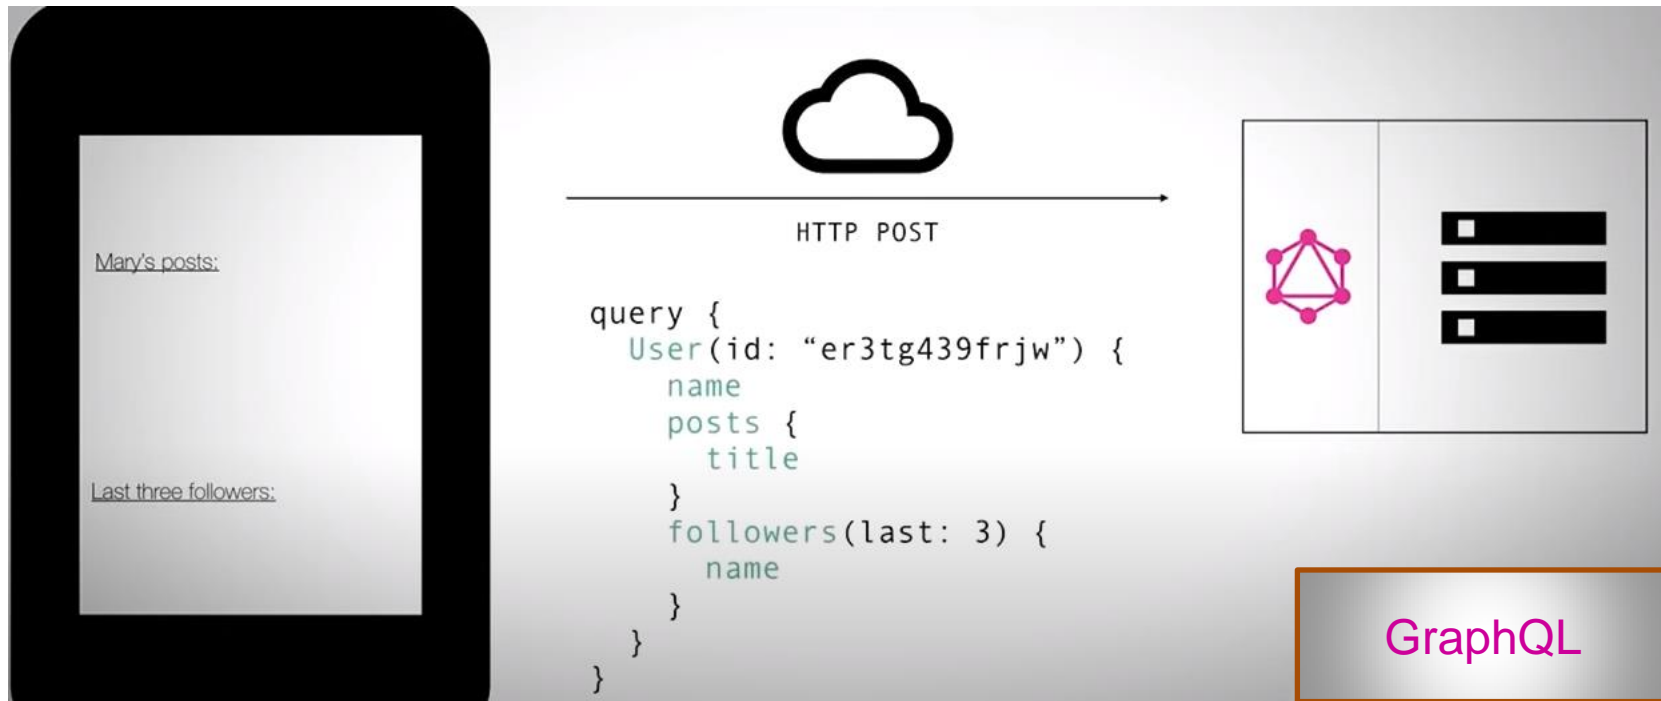 Mary's posts:
Last three followers:
HTTP POST
query {
User(id: “er3tg439frjw”) {
name
posts {
title
}
followers(last: 3) {
name
}
}
}
GraphQL